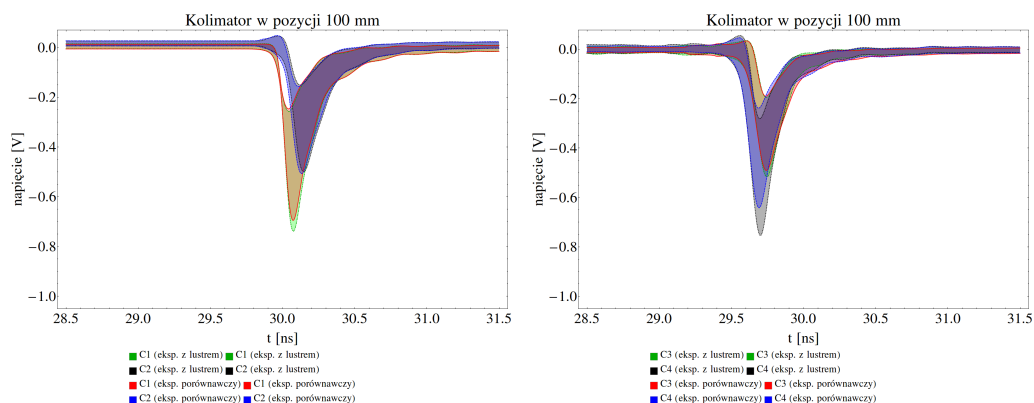 Kolimator w pozycji 100 mm
0.0
−0.2
−0.4
−0.6
−0.8
−1.0
napięcie [V]
28.5 29.0 29.5 30.0 30.5 31.0 31.5
t [ns]
C1 (eksp. z lustrem) C1 (eksp. z lustrem)
C2 (eksp. z lustrem) C2 (eksp. z lustrem)
C1 (eksp. porównawczy) C1 (eksp. porównawczy)
C2 (eksp. porównawczy) C2 (eksp. porównawczy)
Kolimator w pozycji 100 mm
0.0
−0.2
−0.4
−0.6
−0.8
−1.0
napięcie [V]
28.5 29.0 29.5 30.0 30.5 31.0 31.5
t [ns]
C3 (eksp. z lustrem) C3 (eksp. z lustrem)
C4 (eksp. z lustrem) C4 (eksp. z lustrem)
C3 (eksp. porównawczy) C3 (eksp. porównawczy)
C4 (eksp. porównawczy) C4 (eksp. porównawczy)